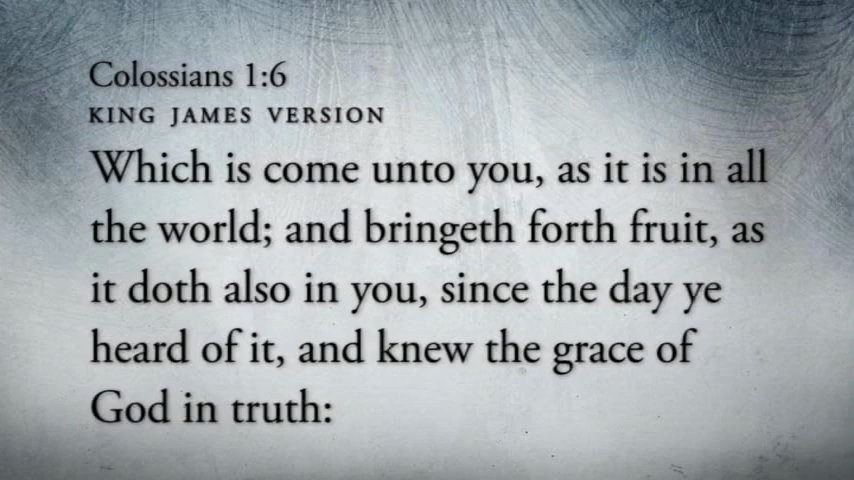 Colossians 1:6
KING JAMES VERSION
Which is come unto you, as it is in all
the world; and bringeth forth fruit, as
it doth also in you, since the day ye
heard of it, and knew the grace of
God in truth: